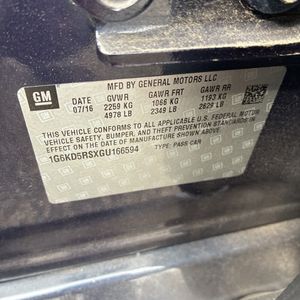 GM
MFD BY GENERAL MOTORS LLC
DATE GVWR GAWR FRT GAWR RR
07/16 2259 KG 1066 KG 1193 KG
4978 LB 2349 LB 2629 LB
THIS VEHICLE CONFORMS TO ALL APPLICABLE U.S. FEDERAL MOTOR
VEHICLE SAFETY, BUMPER, AND THEFT PREVENTION STANDARDS
IN EFFECT ON THE DATE OF MANUFACTURE SHOWN ABOVE.
1G6KD5RSXGU166594 TYPE: PASS CAR